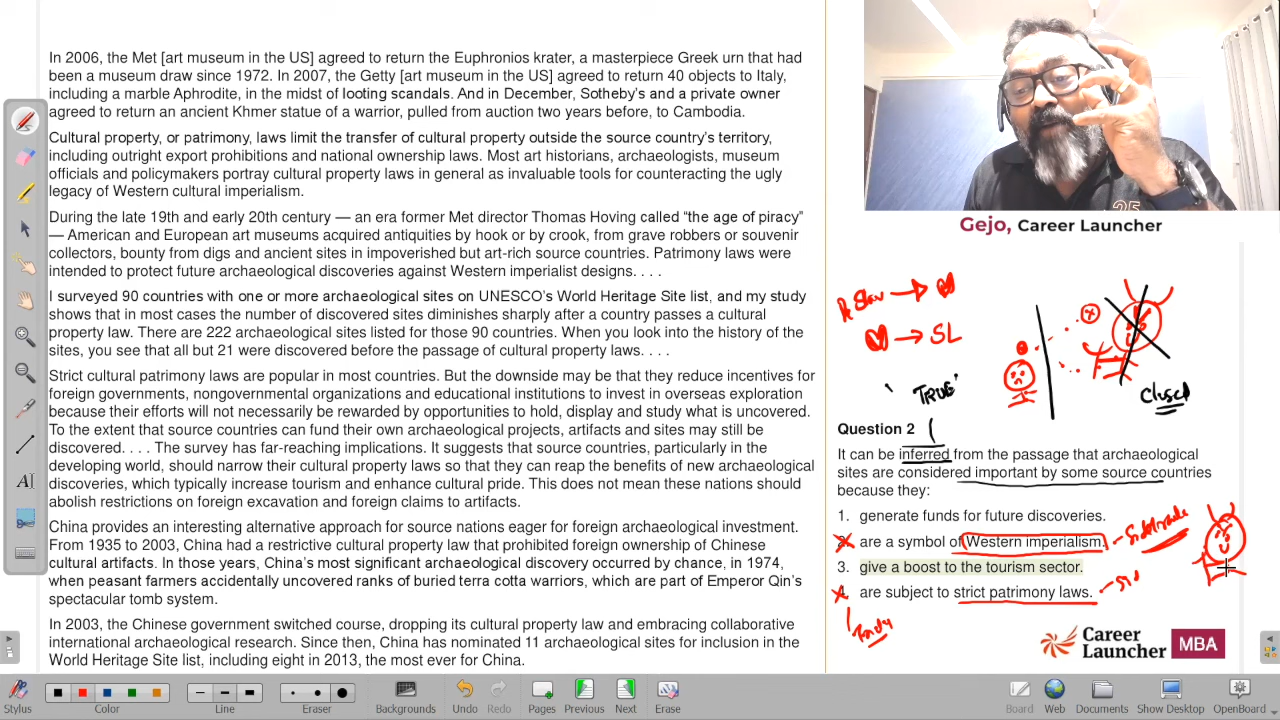 In 2006, the Met [art museum in the US] agreed to return the Euphronios krater, a masterpiece Greek urn that had
been a museum draw since 1972. In 2007, the Getty [art museum in the US] agreed to return 40 objects to Italy,
including a marble Aphrodite, in the midst of looting scandals. And in December, Sotheby's and a private owner
agreed to return an ancient Khmer statue of a warrior, pulled from auction two years before, to Cambodia.
Cultural property, or patrimony, laws limit the transfer of cultural property outside the source country's territory,
including outright export prohibitions and national ownership laws. Most art historians, archaeologists, museum
officials and policymakers portray cultural property laws in general as invaluable tools for counteracting the ugly
legacy of Western cultural imperialism.
During the late 19th and early 20th century — an era former Met director Thomas Hoving called “the age of piracy”
— American and European art museums acquired antiquities by hook or by crook, from grave robbers or souvenir
collectors, bounty from digs and ancient sites in impoverished but art-rich source countries. Patrimony laws were
intended to protect future archaeological discoveries against Western imperialist designs. . . .
I surveyed 90 countries with one or more archaeological sites on UNESCO's World Heritage Site list, and my study
shows that in most cases the number of discovered sites diminishes sharply after a country passes a cultural
property law. There are 222 archaeological sites listed for those 90 countries. When you look into the history of the
sites, you see that all but 21 were discovered before the passage of cultural property laws. . . .
Strict cultural patrimony laws are popular in most countries. But the downside may be that they reduce incentives for
foreign governments, nongovernmental organizations and educational institutions to invest in overseas exploration
because their efforts will not necessarily be rewarded by opportunities to hold, display and study what is uncovered.
To the extent that source countries can fund their own archaeological projects, artifacts and sites may still be
discovered. . . . The survey has far-reaching implications. It suggests that source countries, particularly in the
developing world, should narrow their cultural property laws so that they can reap the benefits of new archaeological
discoveries, which typically increase tourism and enhance cultural pride. This does not mean these nations should
abolish restrictions on foreign excavation and foreign claims to artifacts.
China provides an interesting alternative approach for source nations eager for foreign archaeological investment.
From 1935 to 2003, China had a restrictive cultural property law that prohibited foreign ownership of Chinese
cultural artifacts. In those years, China's most significant archaeological discovery occurred by chance, in 1974,
when peasant farmers accidentally uncovered ranks of buried terra cotta warriors, which are part of Emperor Qin's
spectacular tomb system.
In 2003, the Chinese government switched course, dropping its cultural property law and embracing collaborative
international archaeological research. Since then, China has nominated 11 archaeological sites for inclusion in the
World Heritage Site list, including eight in 2013, the most ever for China.
25
Gejo, Career Launcher
SL
'TRUE'
Closed
Question 2
It can be inferred from the passage that archaeological
sites are considered important by some source countries
because they:
1. generate funds for future discoveries.
2. are a symbol of Western imperialism.
3. give a boost to the tourism sector.
4. are subject to strict patrimony laws.
Career
Launcher
MBA
Stylus
Color
Line
Eraser
Backgrounds
Undo
Redo
Pages
Previous
Next
Erase
Board
Web
Documents
Show Desktop
OpenBoard